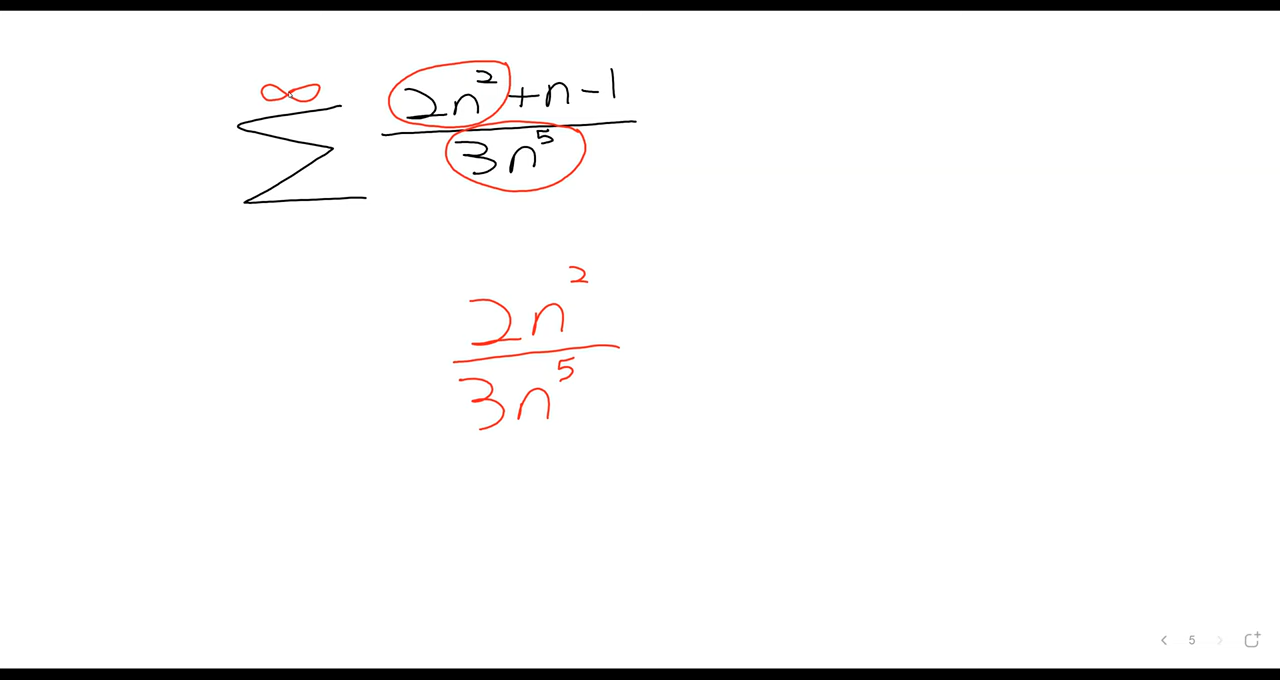 ∞
∑ (2n² + n - 1) / (3n⁵)
2n²
3n⁵
5